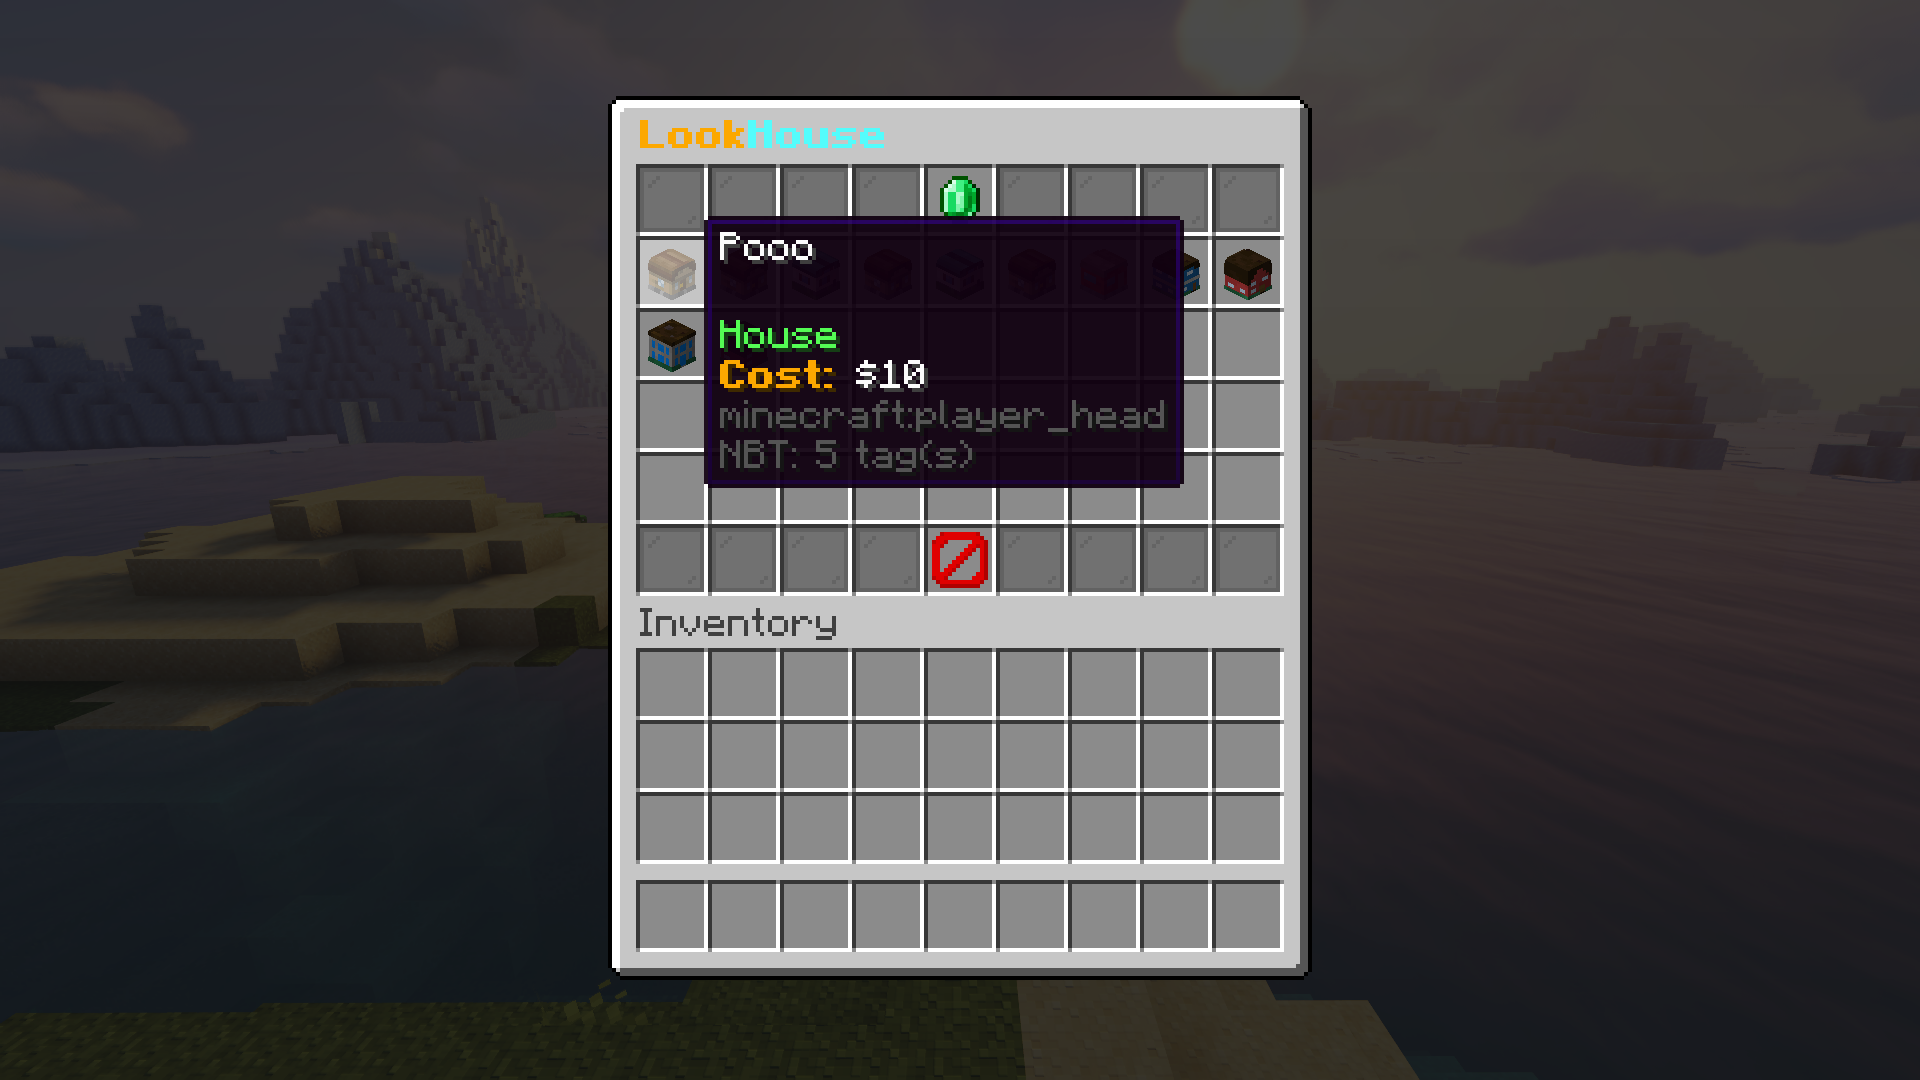 LookHouse
Pooo
House
Cost: $10
minecraft:player_head
NBT: 5 tag(s)
Inventory